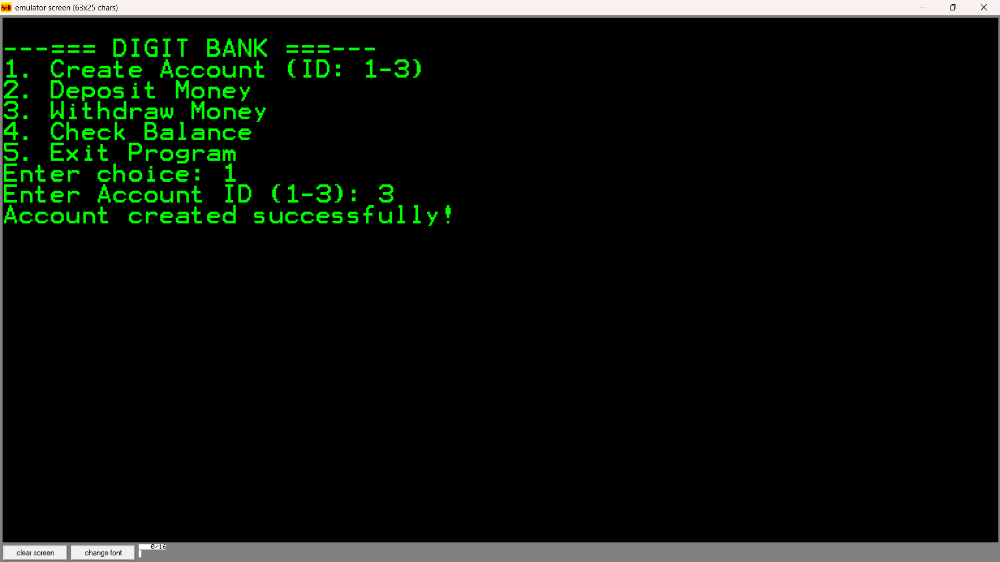 emulator screen (63x25 chars)
---=== DIGIT BANK ===---
1. Create Account (ID: 1-3)
2. Deposit Money
3. Withdraw Money
4. Check Balance
5. Exit Program
Enter choice: 1
Enter Account ID (1-3): 3
Account created successfully!
clear screen
change font
0/16